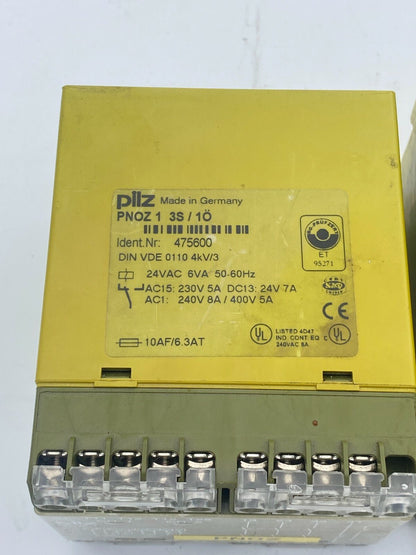 pilz Made in Germany
PNOZ 1 3S / 1Ö
Ident.Nr: 475600
DIN VDE 0110 4kV/3
24VAC 6VA 50-60Hz
AC15: 230V 5A DC13: 24V 7A
AC1: 240V 8A / 400V 5A
10AF/6.3AT
ET
95271
UL LISTED 4D47 UL
IND. CONT. EQ.
240VAC 8A